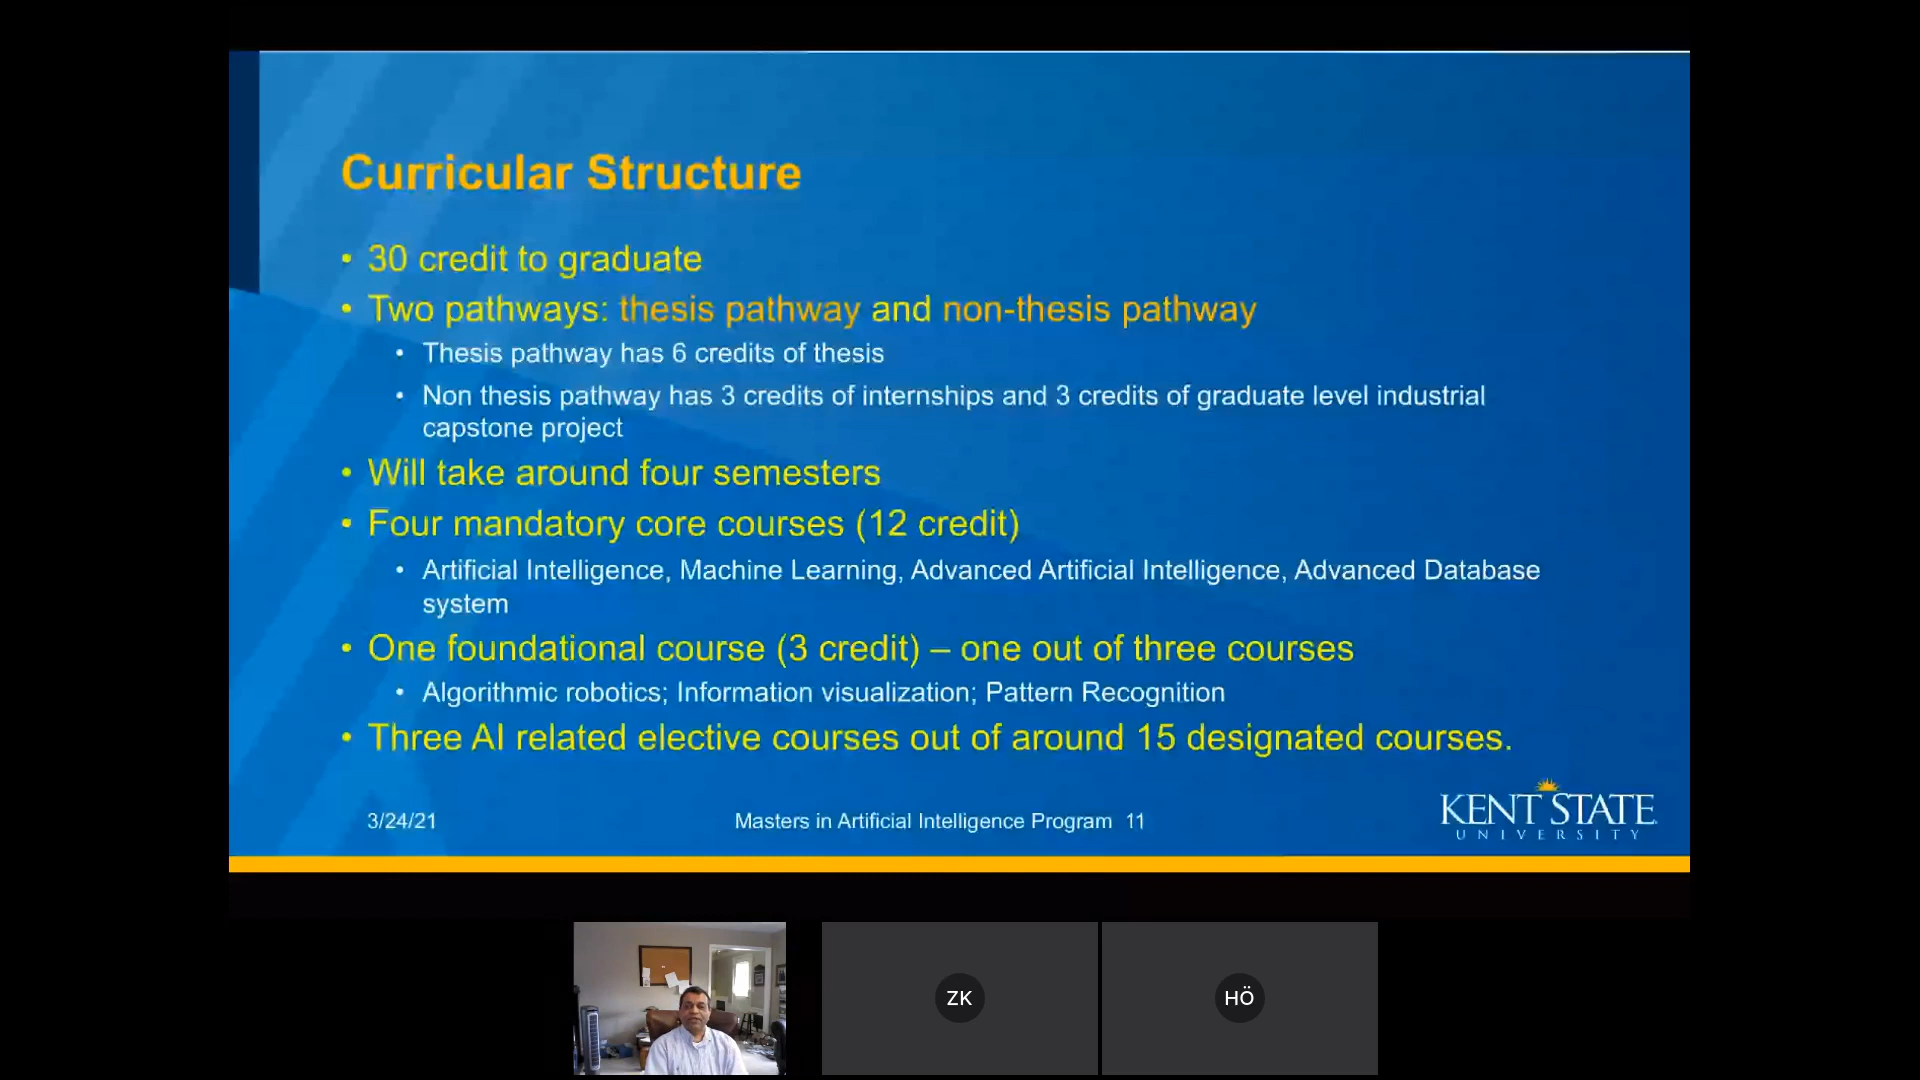 Curricular Structure
• 30 credit to graduate
• Two pathways: thesis pathway and non-thesis pathway
• Thesis pathway has 6 credits of thesis
• Non thesis pathway has 3 credits of internships and 3 credits of graduate level industrial
capstone project
• Will take around four semesters
• Four mandatory core courses (12 credit)
• Artificial Intelligence, Machine Learning, Advanced Artificial Intelligence, Advanced Database
system
• One foundational course (3 credit) – one out of three courses
• Algorithmic robotics; Information visualization; Pattern Recognition
• Three AI related elective courses out of around 15 designated courses.
3/24/21
Masters in Artificial Intelligence Program 11
KENT STATE
UNIVERSITY
ZK
HÖ